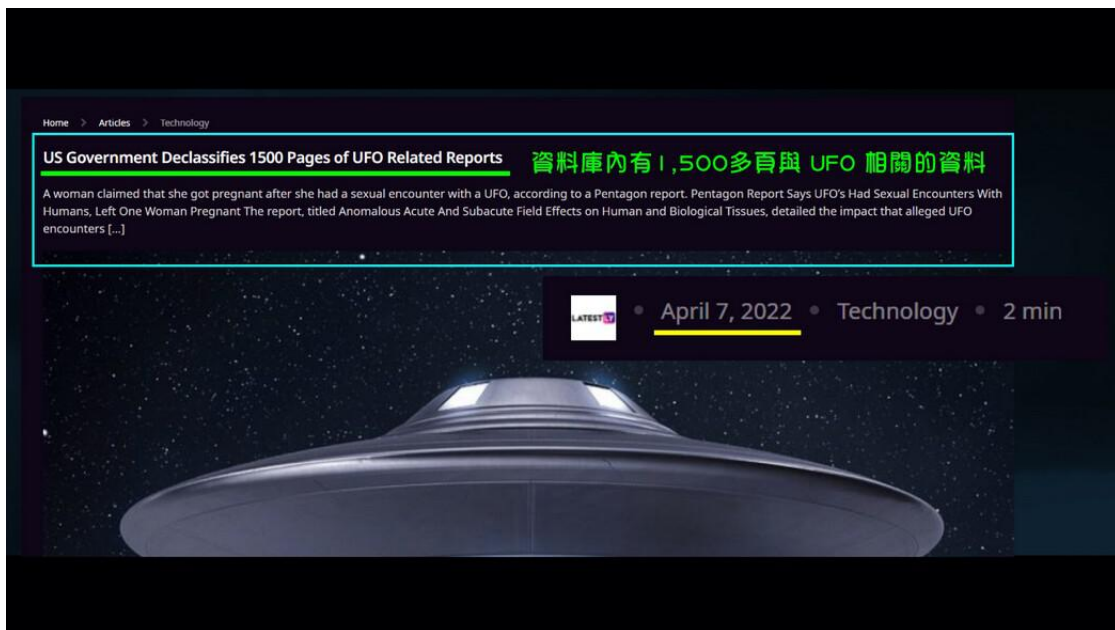 Home > Articles > Technology
US Government Declassifies 1500 Pages of UFO Related Reports
資料庫內有1,500多頁與 UFO 相關的資料
A woman claimed that she got pregnant after she had a sexual encounter with a UFO, according to a Pentagon report. Pentagon Report Says UFO's Had Sexual Encounters With
Humans, Left One Woman Pregnant The report, titled Anomalous Acute And Subacute Field Effects on Human and Biological Tissues, detailed the impact that alleged UFO
encounters [...]
LATESTLY • April 7, 2022 • Technology • 2 min